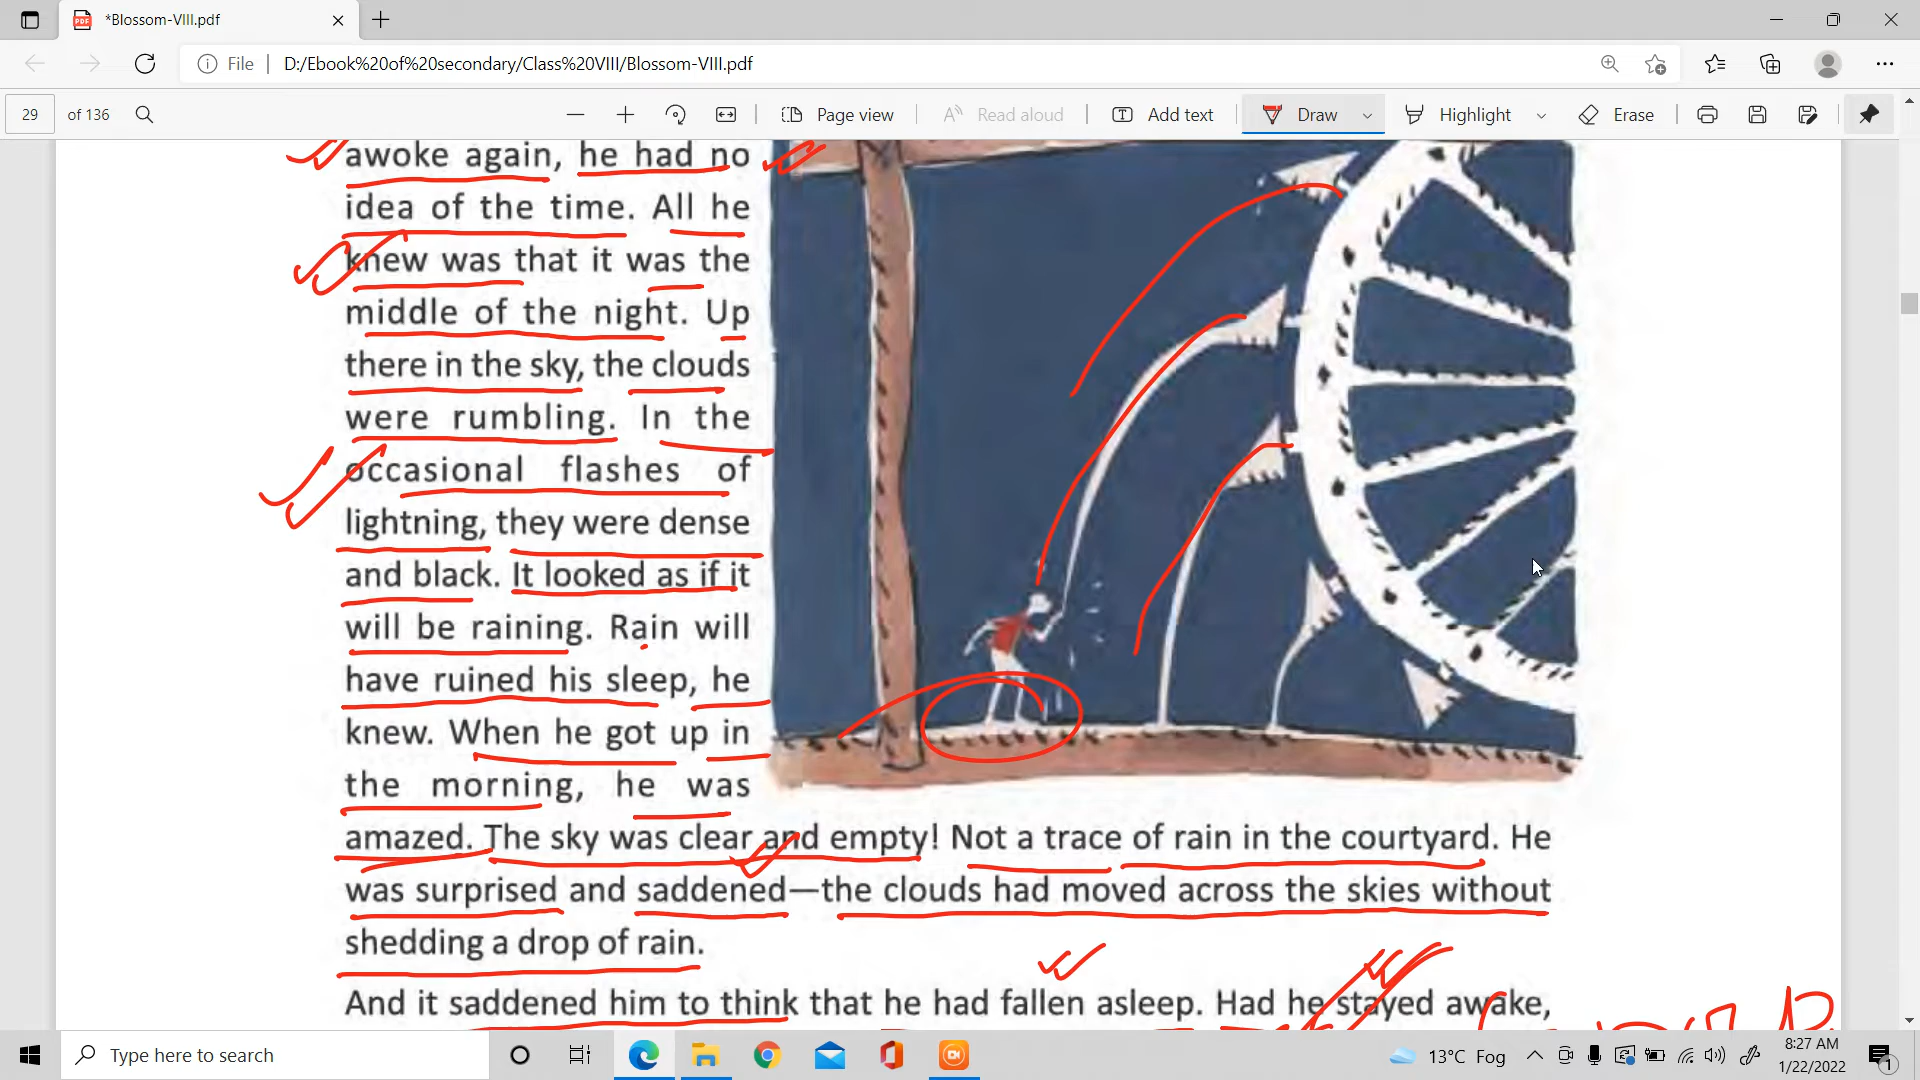 *Blossom-VIII.pdf
File
D:/Ebook%20of%20secondary/Class%20VIII/Blossom-VIII.pdf
29 of 136
Page view
Read aloud
Add text
Draw
Highlight
Erase
awoke again, he had no
idea of the time. All he
knew was that it was the
middle of the night. Up
there in the sky, the clouds
were rumbling. In the
occasional flashes of
lightning, they were dense
and black. It looked as if it
will be raining. Rain will
have ruined his sleep, he
knew. When he got up in
the morning, he was
amazed. The sky was clear and empty! Not a trace of rain in the courtyard. He
was surprised and saddened—the clouds had moved across the skies without
shedding a drop of rain.
And it saddened him to think that he had fallen asleep. Had he stayed awake,
Type here to search
13°C Fog
8:27 AM
1/22/2022
1